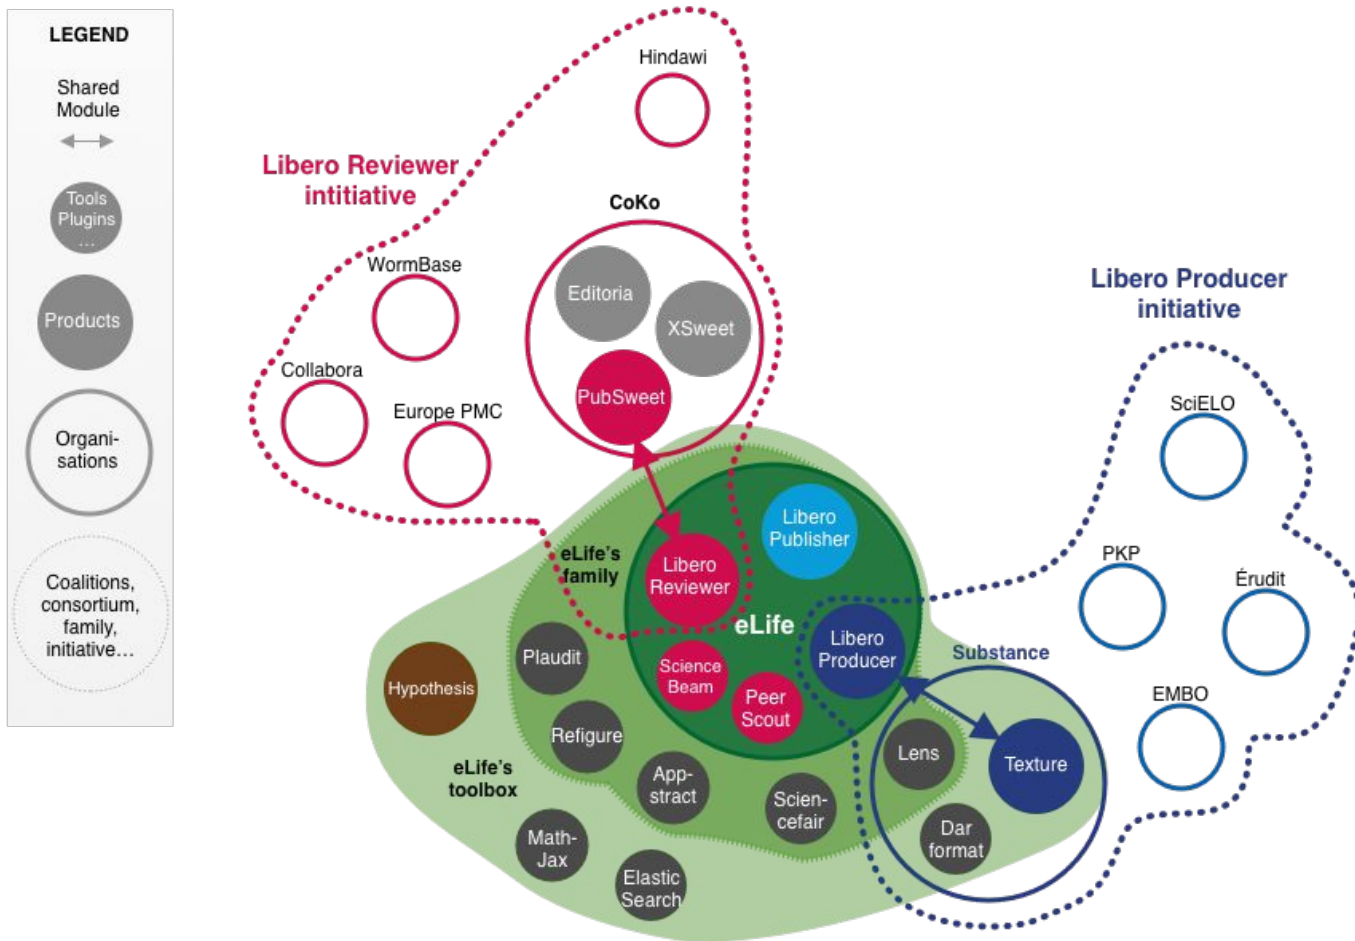 LEGEND
Shared
Module
Tools
Plugins
...
Products
Organi-
sations
Coalitions,
consortium,
family,
initiative...
Libero Reviewer
intitiative
Hindawi
CoKo
WormBase
Editoria
XSweet
Collabora
Europe PMC
PubSweet
Libero Producer
initiative
SciELO
PKP
Érudit
EMBO
eLife's
family
Libero
Publisher
Libero
Reviewer
eLife
Libero
Producer
Science
Beam
Peer
Scout
Substance
Plaudit
Hypothesis
Refigure
Lens
Texture
eLife's
toolbox
App-
stract
Scien-
cefair
Dar
format
Math-
Jax
Elastic
Search